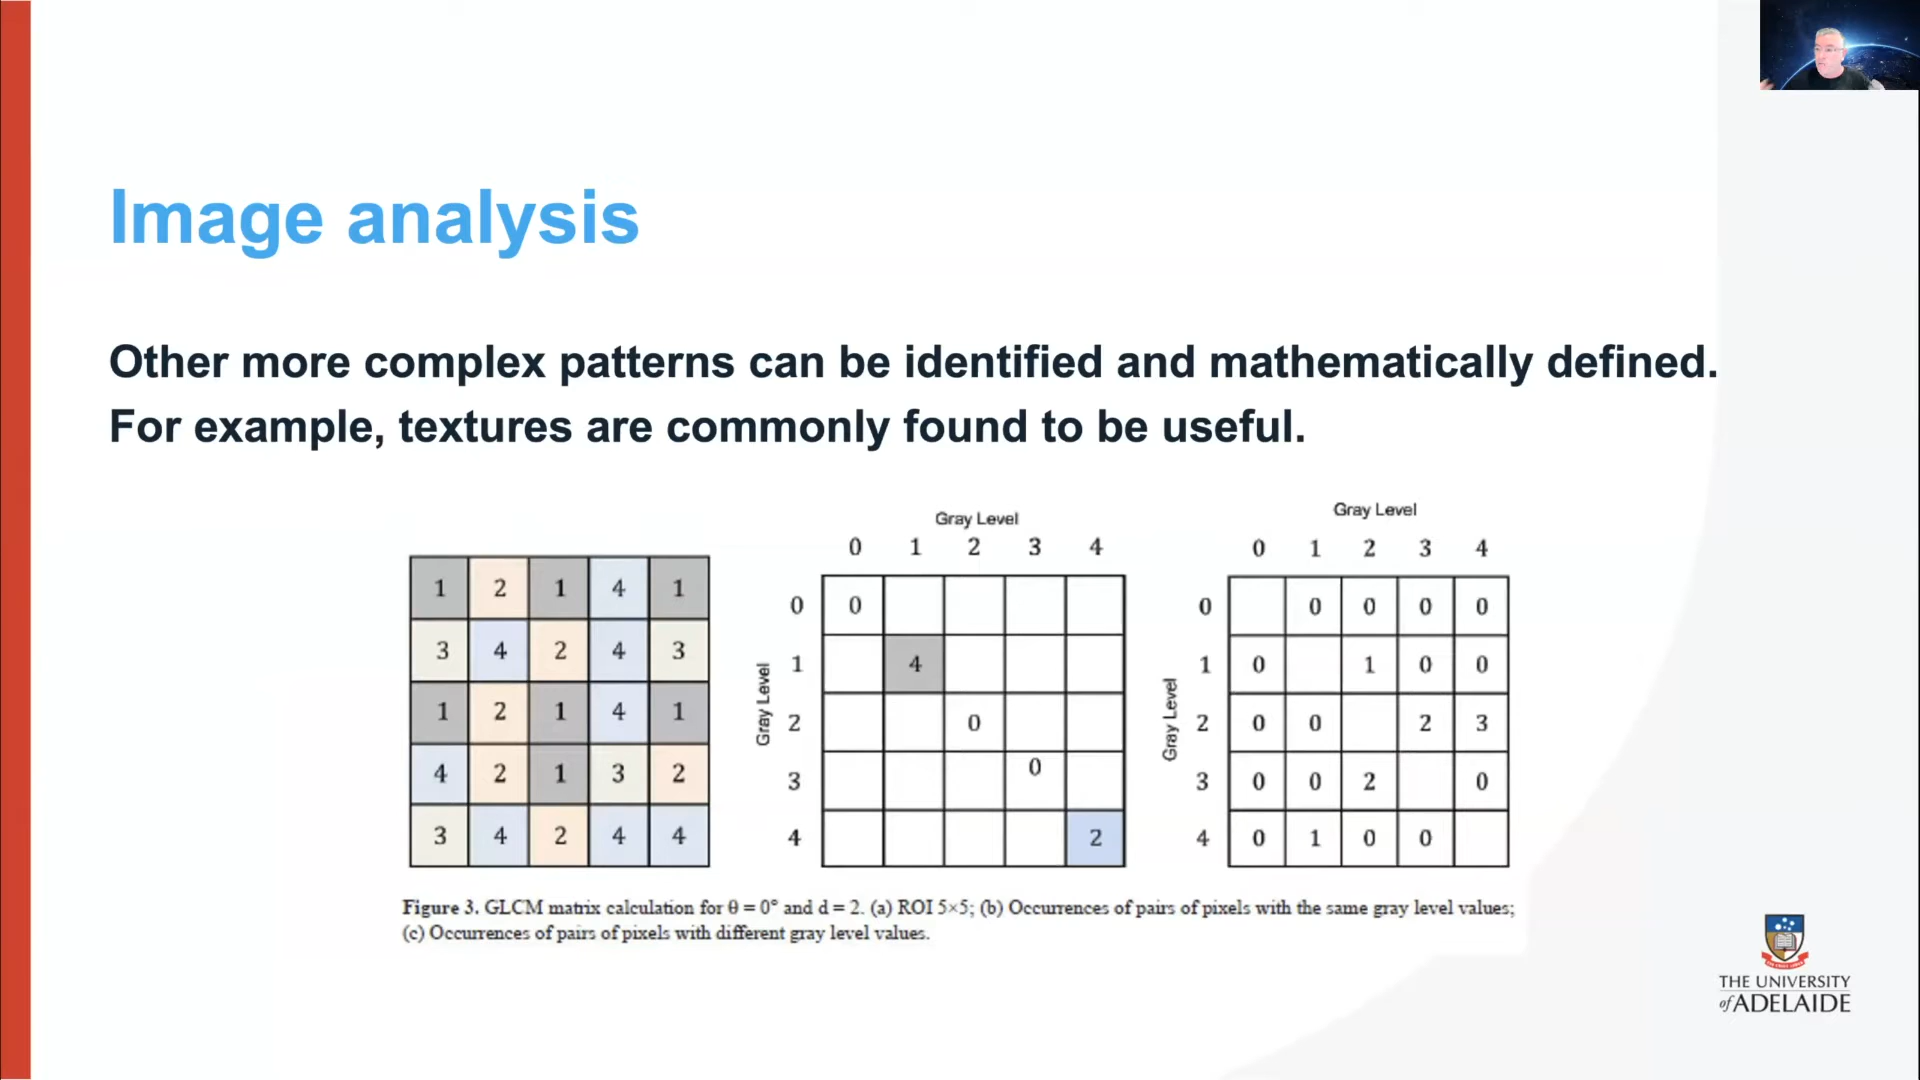 Image analysis
Other more complex patterns can be identified and mathematically defined.
For example, textures are commonly found to be useful.
1 2 1 4 1
3 4 2 4 3
1 2 1 4 1
4 2 1 3 2
3 4 2 4 4
Gray Level
0 1 2 3 4
Gray Level
0 0
1 4
2 0
3 0
4 2
Gray Level
0 1 2 3 4
Gray Level
0 0 0 0 0
1 0 1 0 0
2 0 0 2 3
3 0 0 2 0
4 0 1 0 0
Figure 3. GLCM matrix calculation for θ = 0° and d = 2. (a) ROI 5×5; (b) Occurrences of pairs of pixels with the same gray level values;
(c) Occurrences of pairs of pixels with different gray level values.
THE UNIVERSITY
of ADELAIDE